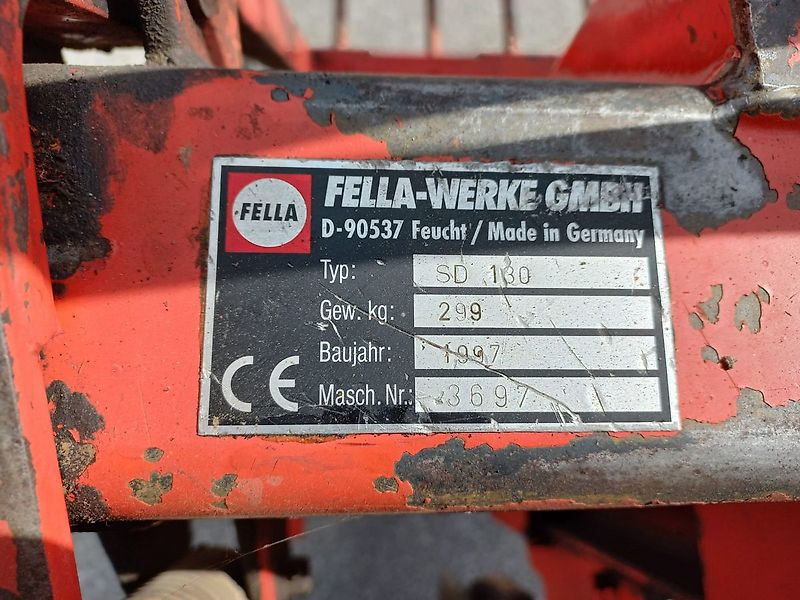 FELLA
FELLA-WERKE GMBH
D-90537 Feucht / Made in Germany
Typ: SD 130
Gew. kg: 299
Baujahr: 1997
CE
Masch. Nr.: 3697